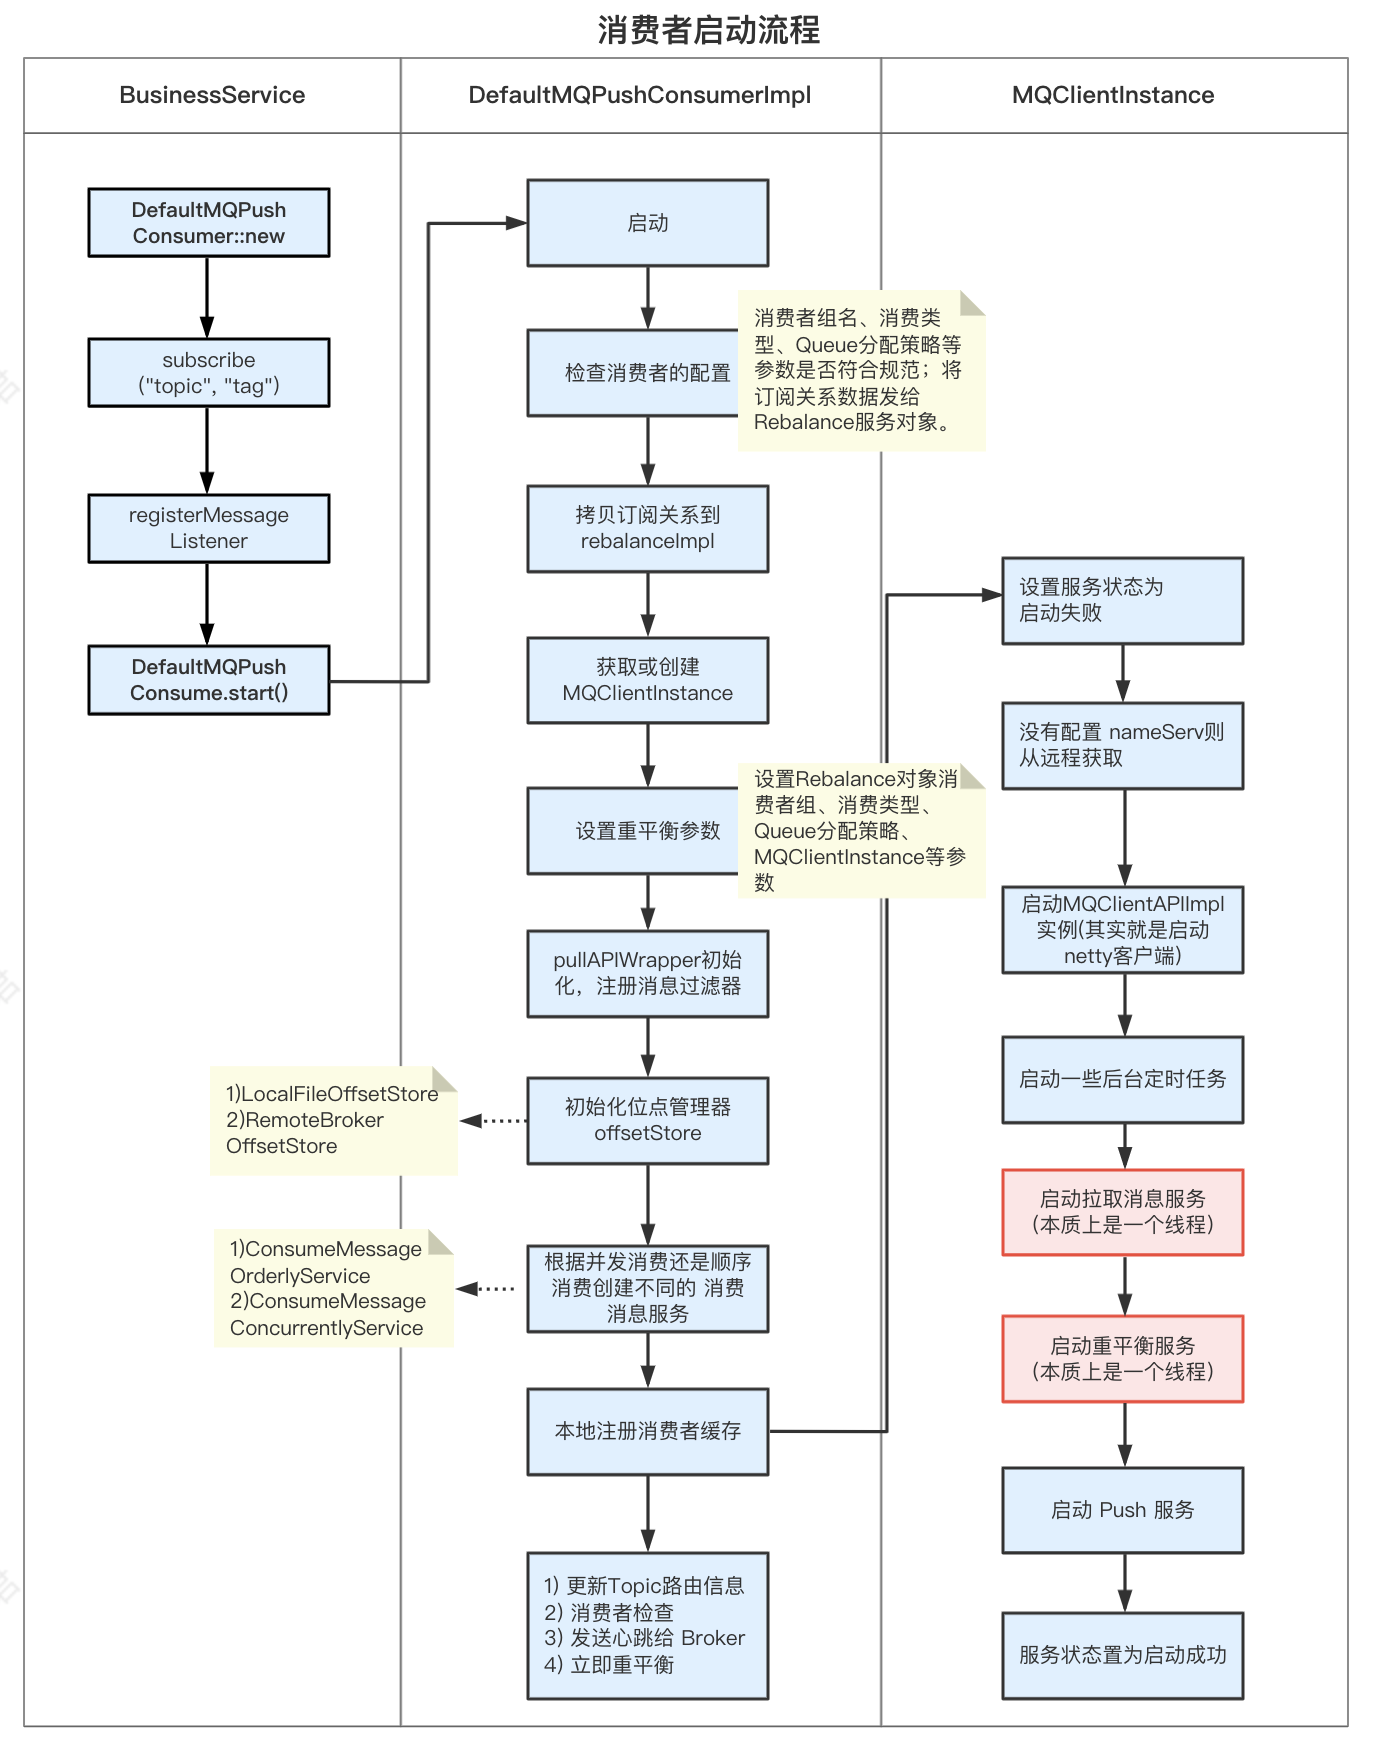 消费者启动流程
BusinessService
DefaultMQPushConsumerImpl
MQClientInstance
DefaultMQPush
Consumer::new
subscribe
("topic", "tag")
registerMessage
Listener
DefaultMQPush
Consume.start()
启动
检查消费者的配置
消费者组名、消费类
型、Queue分配策略等
参数是否符合规范；将
订阅关系数据发给
Rebalance服务对象。
拷贝订阅关系到
rebalanceImpl
获取或创建
MQClientInstance
设置重平衡参数
设置Rebalance对象消
费者组、消费类型、
Queue分配策略、
MQClientInstance等参
数
pullAPIWrapper初始
化，注册消息过滤器
初始化位点管理器
offsetStore
1)LocalFileOffsetStore
2)RemoteBroker
OffsetStore
根据并发消费还是顺序
消费创建不同的 消费
消息服务
1)ConsumeMessage
OrderlyService
2)ConsumeMessage
ConcurrentlyService
本地注册消费者缓存
1) 更新Topic路由信息
2) 消费者检查
3) 发送心跳给 Broker
4) 立即重平衡
设置服务状态为
启动失败
没有配置 nameServ则
从远程获取
启动MQClientAPIImpl
实例(其实就是启动
netty客户端)
启动一些后台定时任务
启动拉取消息服务
(本质上是一个线程)
启动重平衡服务
(本质上是一个线程)
启动 Push 服务
服务状态置为启动成功